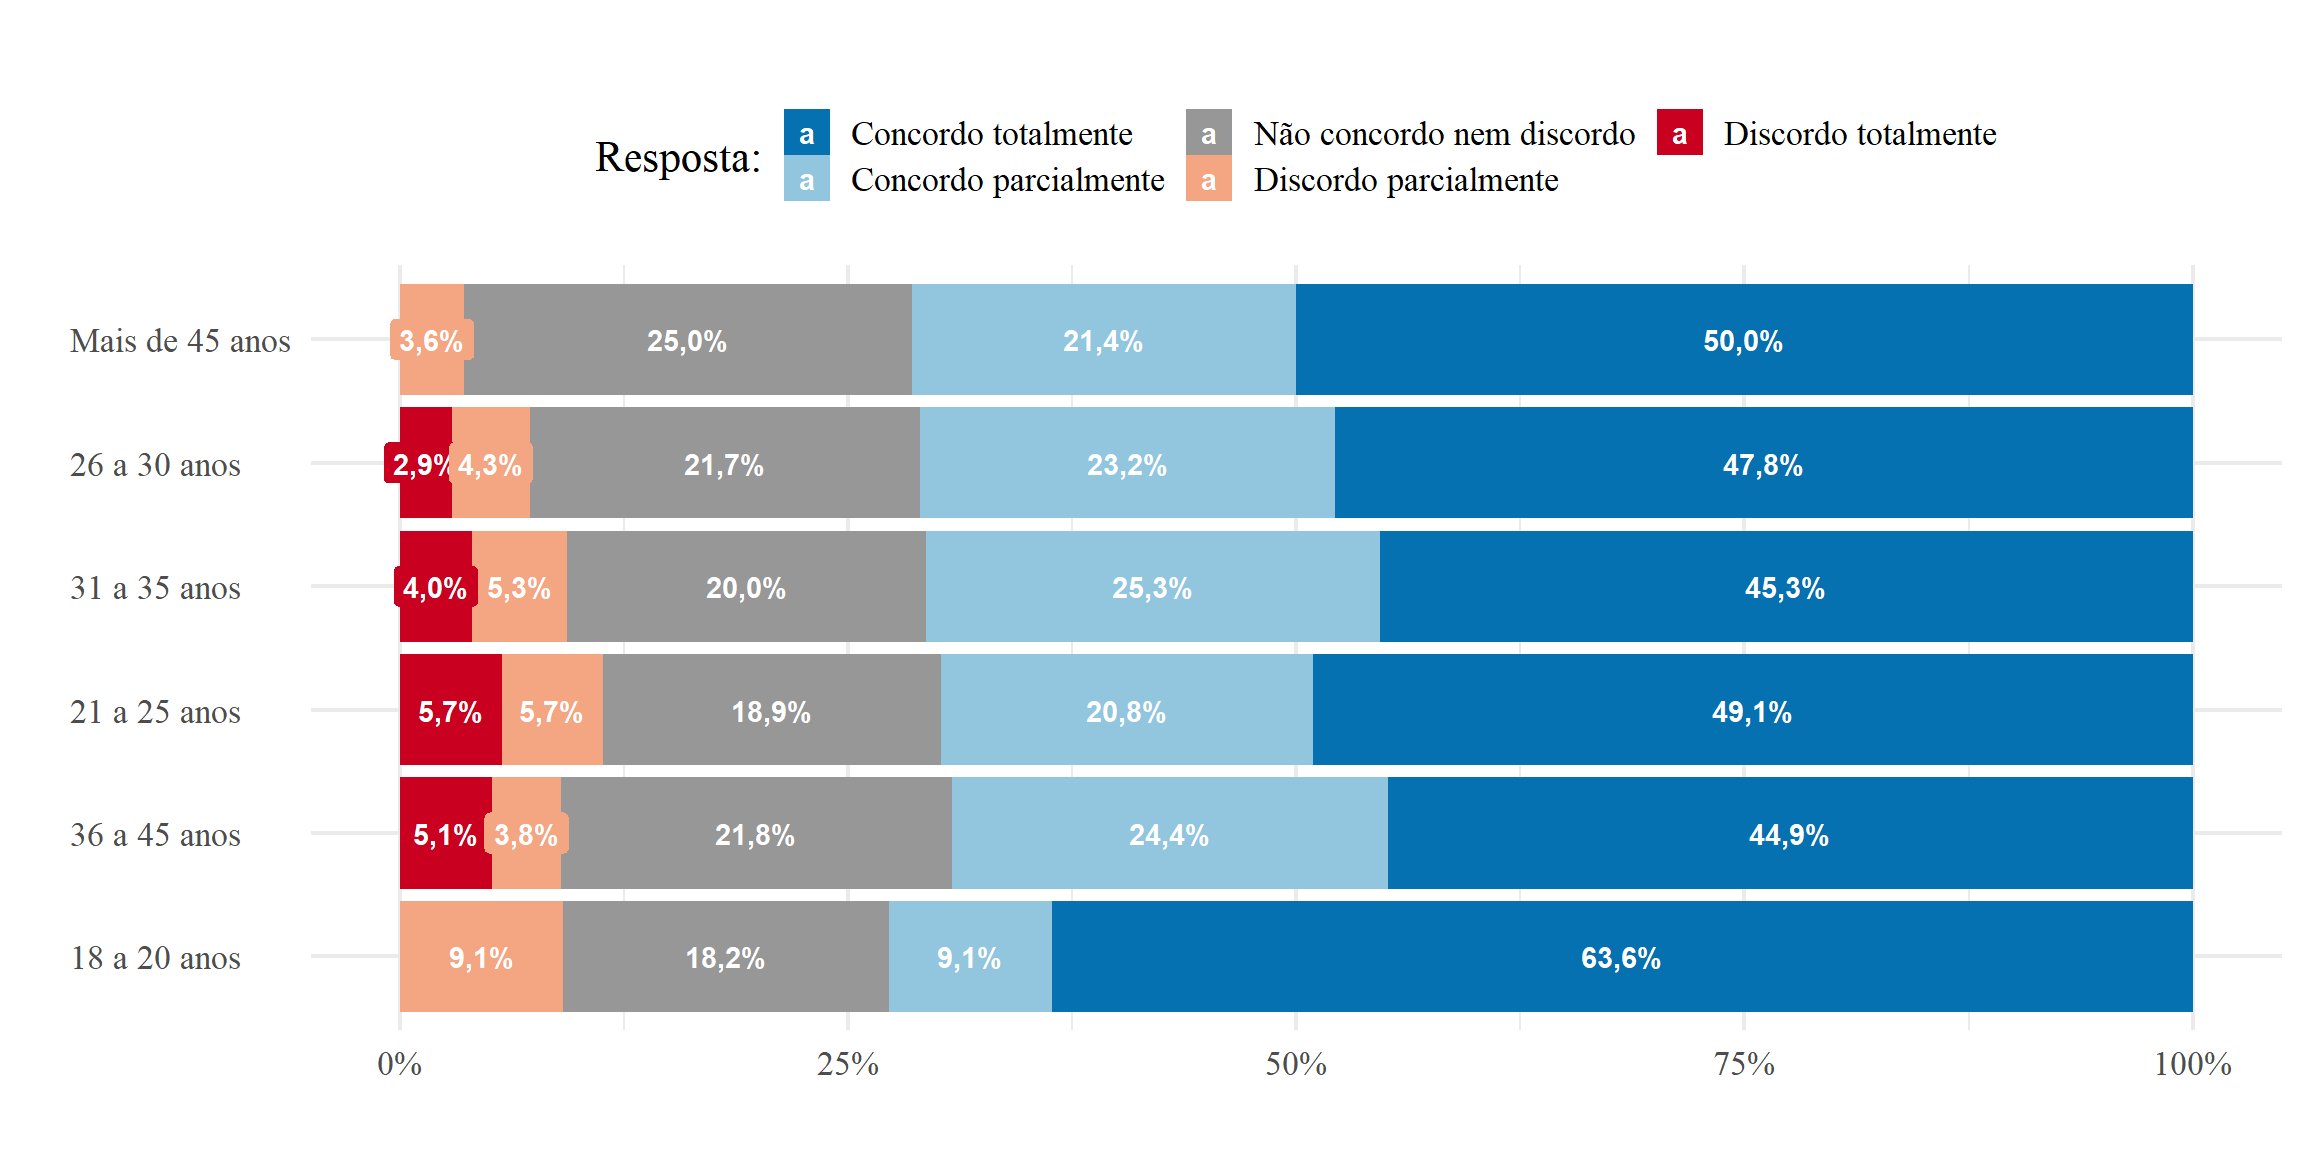 Resposta:
a Concordo totalmente
a Concordo parcialmente
a Não concordo nem discordo
a Discordo parcialmente
a Discordo totalmente
Mais de 45 anos 3,6% 25,0% 21,4% 50,0%
26 a 30 anos 2,9% 4,3% 21,7% 23,2% 47,8%
31 a 35 anos 4,0% 5,3% 20,0% 25,3% 45,3%
21 a 25 anos 5,7% 5,7% 18,9% 20,8% 49,1%
36 a 45 anos 5,1% 3,8% 21,8% 24,4% 44,9%
18 a 20 anos 9,1% 18,2% 9,1% 63,6%
0% 25% 50% 75% 100%